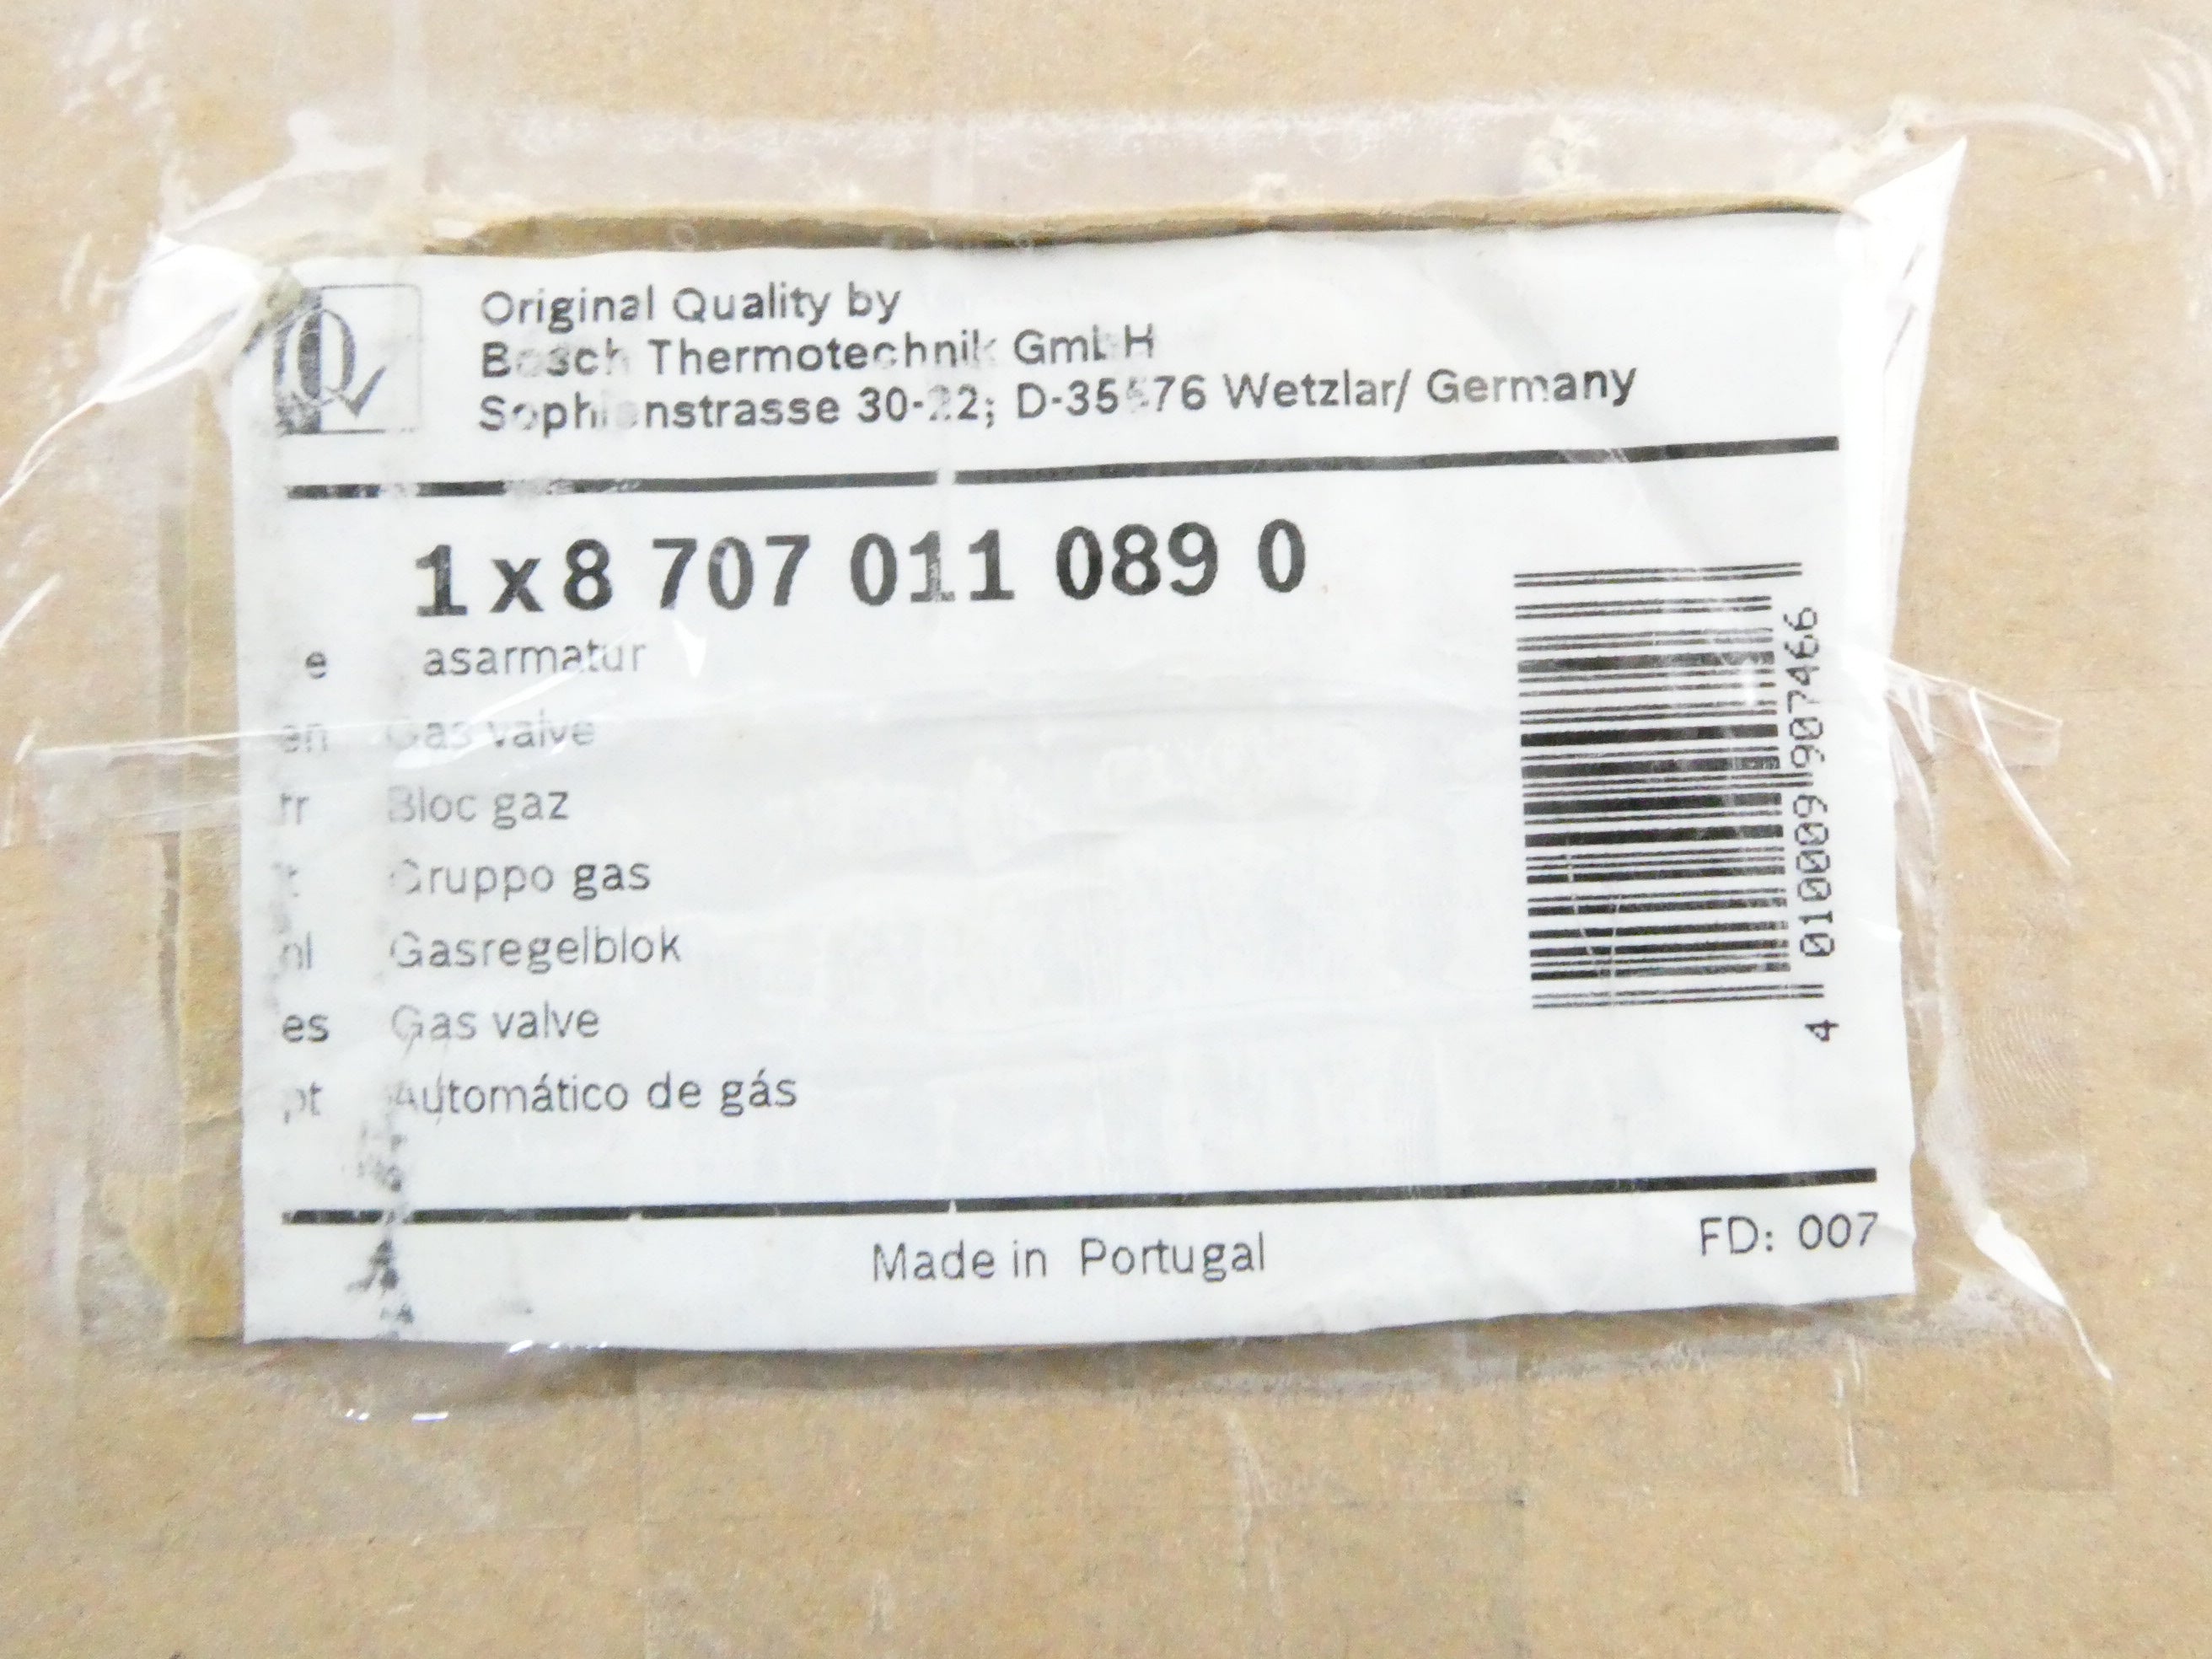 Original Quality by
Bosch Thermotechnik GmbH
Sophienstrasse 30-32; D-35576 Wetzlar/ Germany
1 x 8 707 011 089 0
e asarmatur
en Gas valve
fr Bloc gaz
Gruppo gas
nl Gasregelblok
es Gas valve
pt Automático de gás
4 010009 907466
Made in Portugal
FD: 007